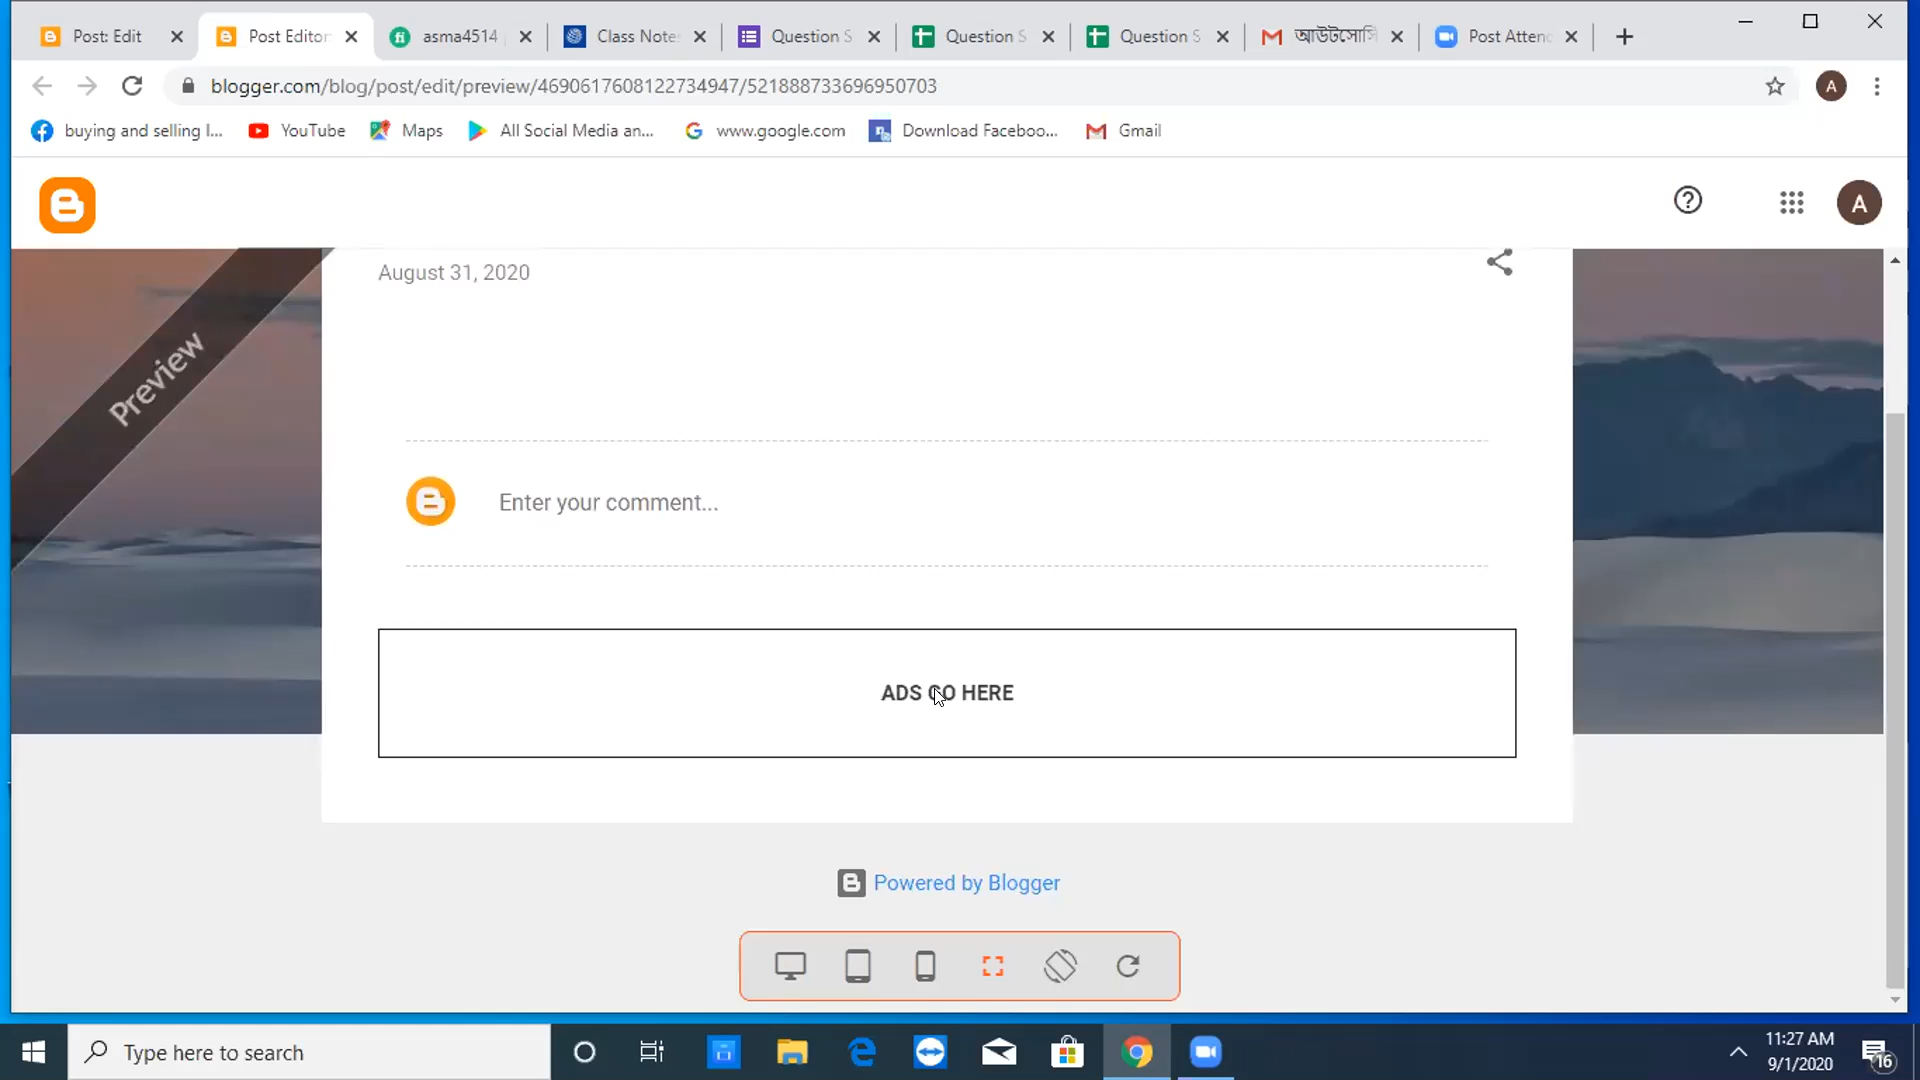 Post: Edit
Post Editor
asma4514
Class Note
Question S
Question S
Question S
আউটসোর্সি
Post Atten
blogger.com/blog/post/edit/preview/4690617608122734947/521888733696950703
A
buying and selling l...
YouTube
Maps
All Social Media an...
www.google.com
Download Faceboo...
Gmail
A
Preview
August 31, 2020
Enter your comment...
ADS GO HERE
Powered by Blogger
Type here to search
11:27 AM
9/1/2020
16